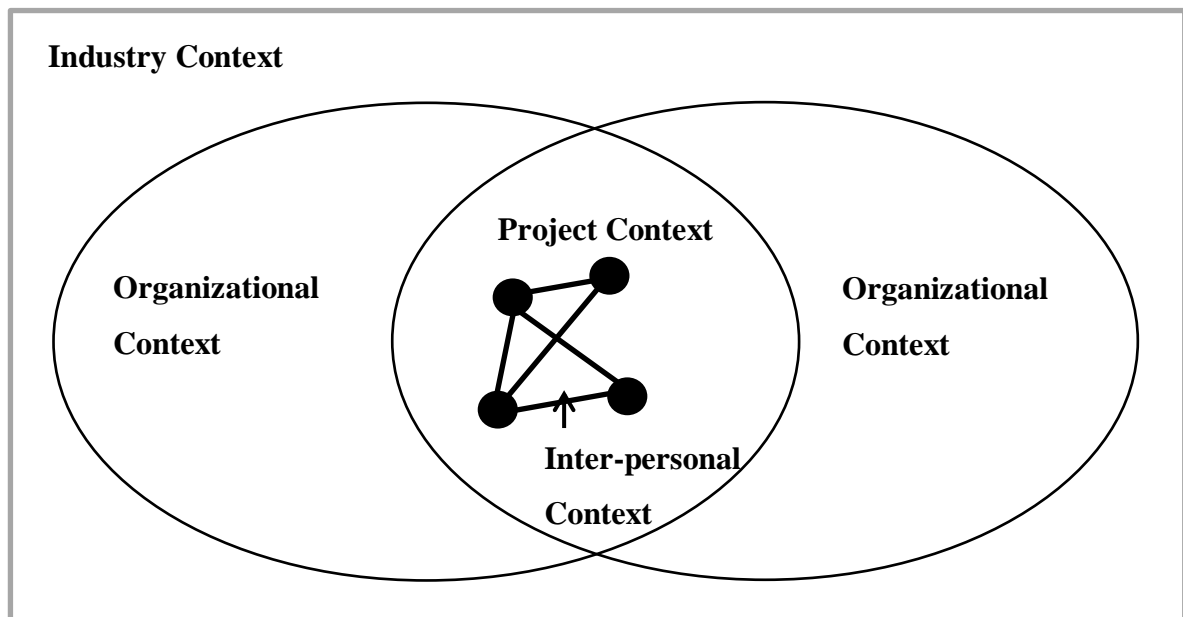 Industry Context
Project Context
Organizational
Context
Organizational
Context
Inter-personal
Context